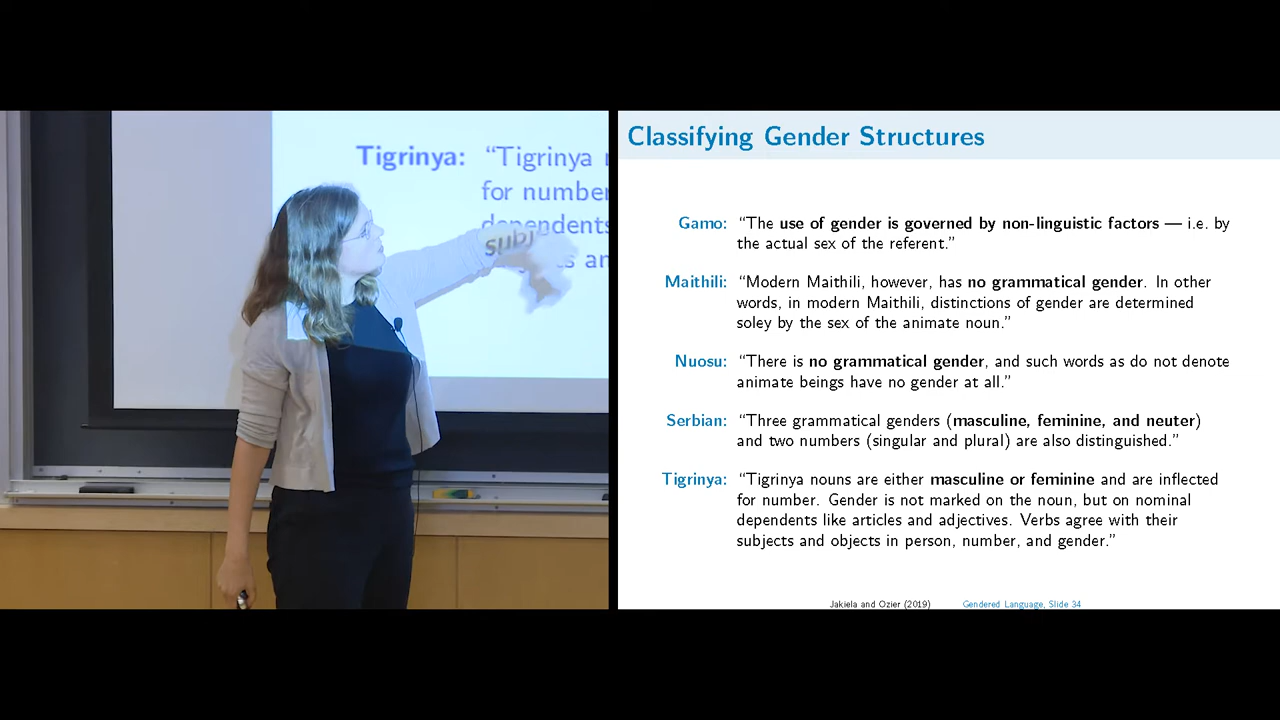 Tigrinya: “Tigrinya
for number
dependents
subj
Classifying Gender Structures
Gamo: “The use of gender is governed by non-linguistic factors — i.e. by
the actual sex of the referent.”
Maithili: “Modern Maithili, however, has no grammatical gender. In other
words, in modern Maithili, distinctions of gender are determined
soley by the sex of the animate noun.”
Nuosu: “There is no grammatical gender, and such words as do not denote
animate beings have no gender at all.”
Serbian: “Three grammatical genders (masculine, feminine, and neuter)
and two numbers (singular and plural) are also distinguished.”
Tigrinya: “Tigrinya nouns are either masculine or feminine and are inflected
for number. Gender is not marked on the noun, but on nominal
dependents like articles and adjectives. Verbs agree with their
subjects and objects in person, number, and gender.”
Jakiela and Ozier (2019) Gendered Language, Slide 34